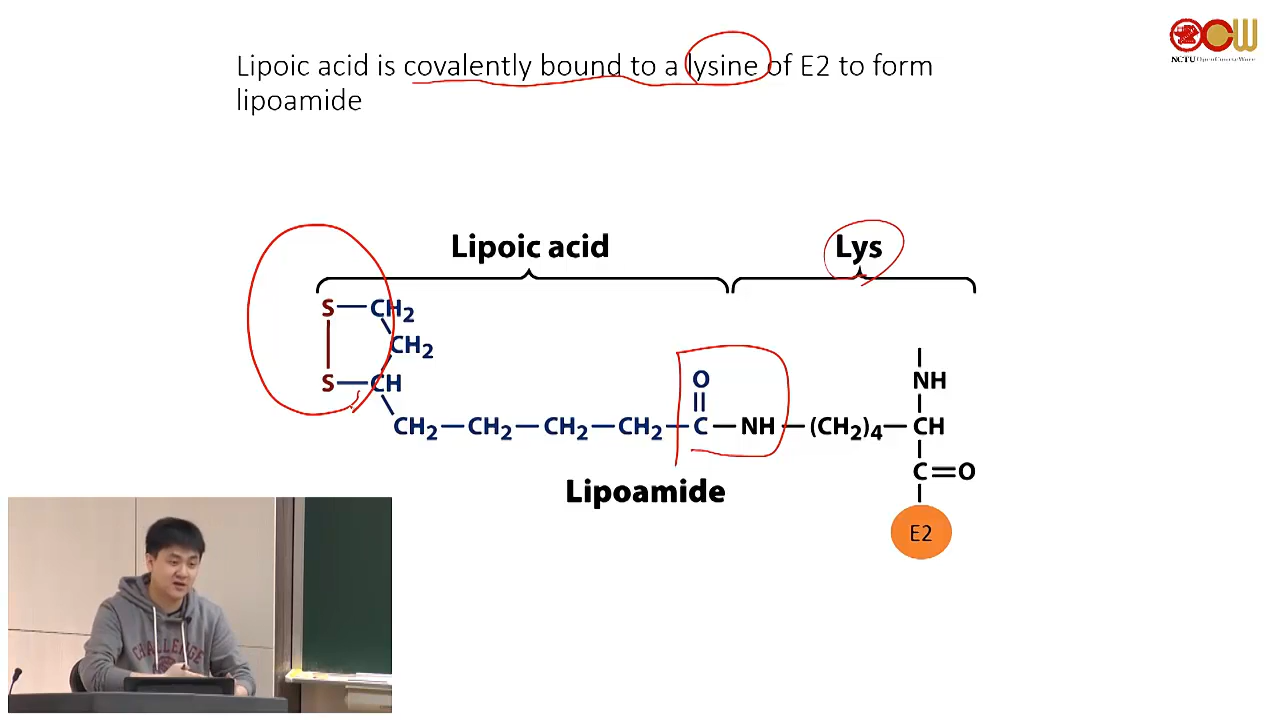 Lipoic acid is covalently bound to a lysine of E2 to form
lipoamide
NCTU OpenCourseWare
Lipoic acid
Lys
S—CH₂
CH₂
S—CH
O
NH
CH₂—CH₂—CH₂—CH₂—C—NH—(CH₂)₄—CH
C=O
Lipoamide
E2
CHALLENGE